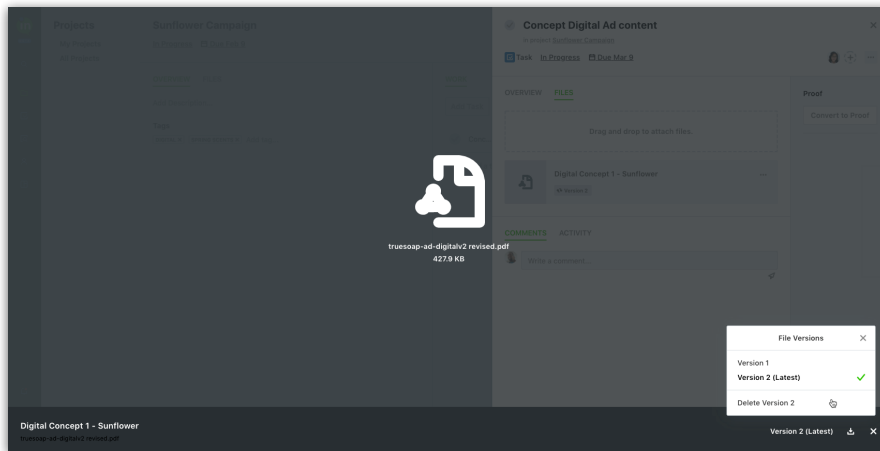 Projects
Sunflower Campaign
Concept Digital Ad content
Sunflower Campaign
Task In Progress Due Mar 9
OVERVIEW FILES
Proof
Convert to Proof
Drag and drop to attach files
Tags
Digital Concept 1 - Sunflower
Version 2
truesoap-ad-digitalv2 revised.pdf
427.9 KB
COMMENTS ACTIVITY
Write a comment...
File Versions
Version 1
Version 2 (Latest)
Delete Version 2
Digital Concept 1 - Sunflower
truesoap-ad-digitalv2 revised.pdf
Version 2 (Latest)